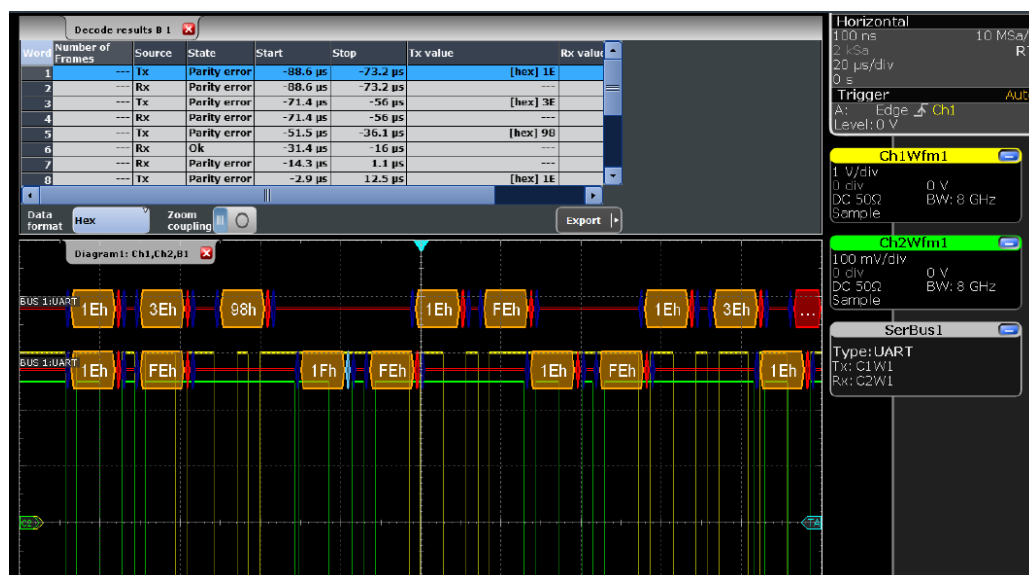 Decode results B 1
Word Number of Frames Source State Start Stop Tx value Rx value
1 --- Tx Parity error -88.6 µs -73.2 µs [hex] 1E
2 --- Rx Parity error -88.6 µs -73.2 µs ---
3 --- Tx Parity error -71.4 µs -56 µs [hex] 3E
4 --- Rx Parity error -71.4 µs -56 µs ---
5 --- Tx Parity error -51.5 µs -36.1 µs [hex] 98
6 --- Rx Ok -31.4 µs -16 µs ---
7 --- Rx Parity error -14.3 µs 1.1 µs ---
8 --- Tx Parity error -2.9 µs 12.5 µs [hex] 1E
Data format Hex Zoom coupling Export
Diagram1: Ch1,Ch2,B1
BUS 1:UART 1Eh 3Eh 98h 1Eh FEh 1Eh 3Eh ...
BUS 1:UART 1Eh FEh 1Fh FEh 1Eh FEh 1Eh
C2
TA
Horizontal
100 ns 10 MSa/
2 kSa R
20 µs/div
0 s
Trigger Aut
A: Edge Ch1
Level: 0 V
Ch1Wfm1
1 V/div
0 div 0 V
DC 50Ω BW: 8 GHz
Sample
Ch2Wfm1
100 mV/div
0 div 0 V
DC 50Ω BW: 8 GHz
Sample
SerBus1
Type:UART
Tx: C1W1
Rx: C2W1